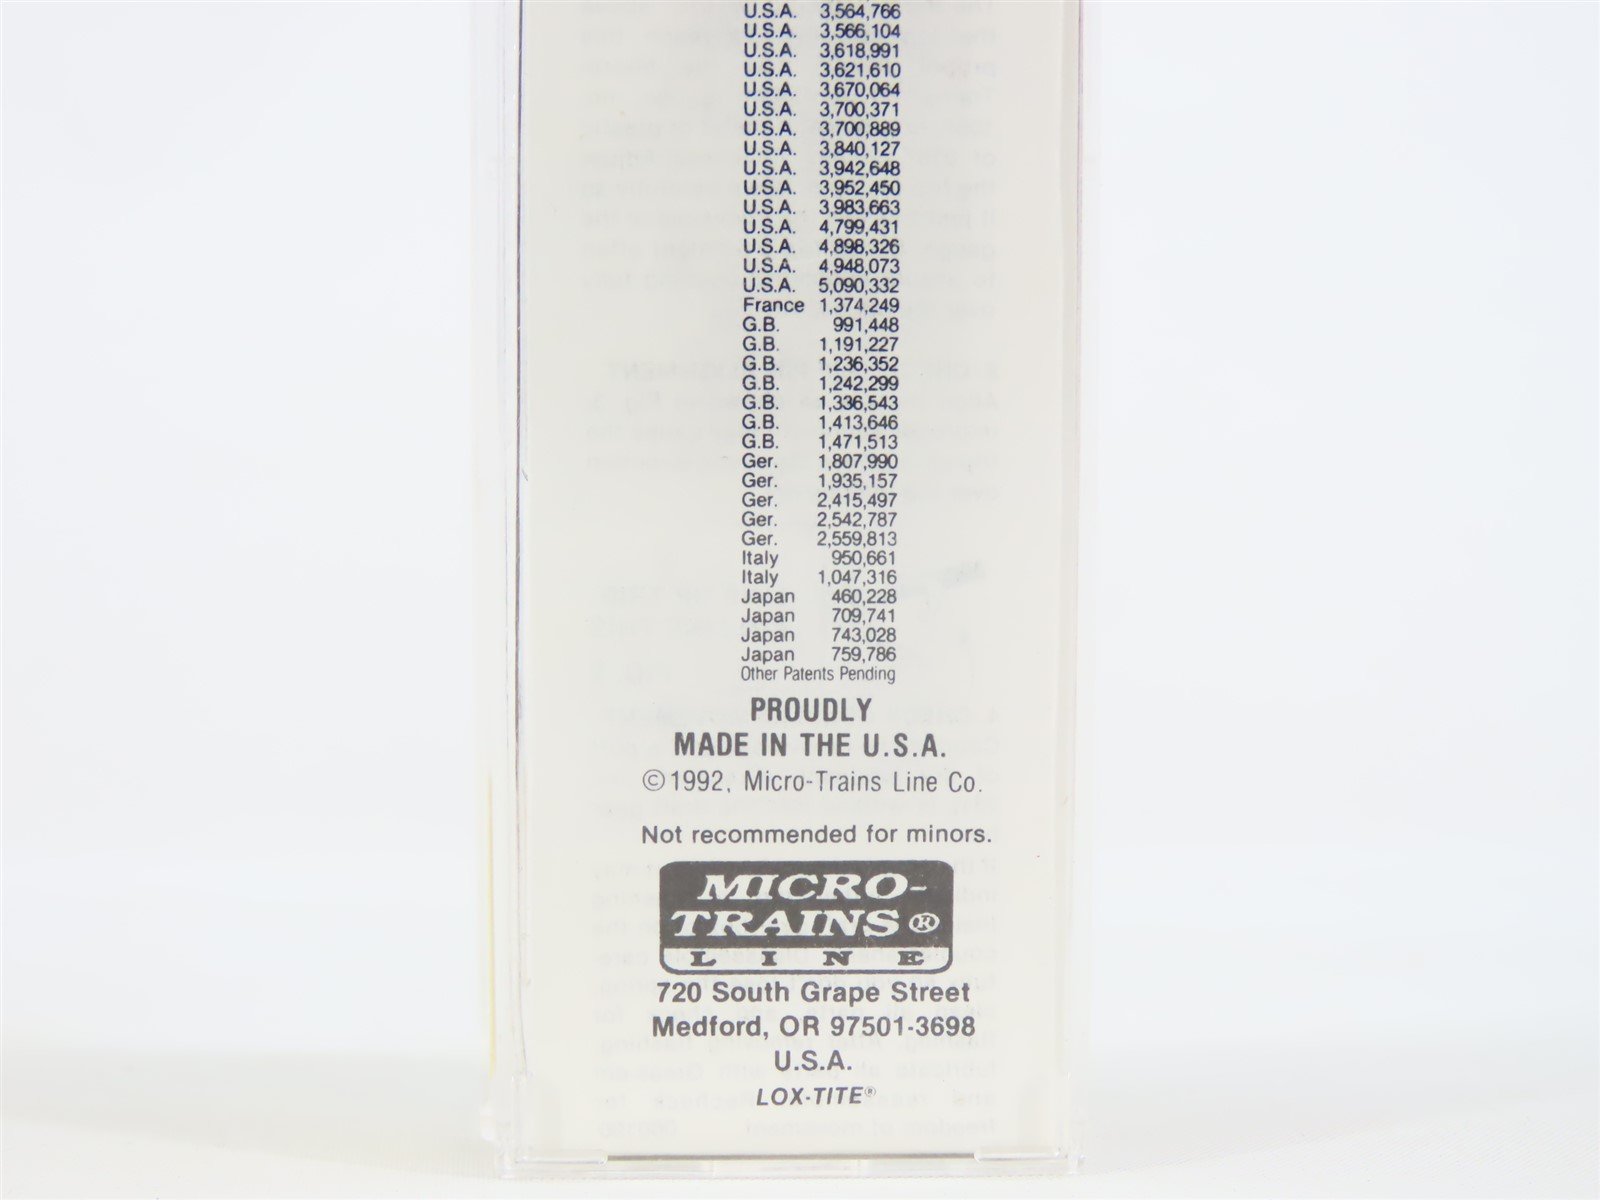 U.S.A. 3,564,766
U.S.A. 3,566,104
U.S.A. 3,618,991
U.S.A. 3,621,610
U.S.A. 3,670,064
U.S.A. 3,700,371
U.S.A. 3,700,889
U.S.A. 3,840,127
U.S.A. 3,942,648
U.S.A. 3,952,450
U.S.A. 3,983,663
U.S.A. 4,799,431
U.S.A. 4,898,326
U.S.A. 4,948,073
U.S.A. 5,090,332
France 1,374,249
G.B. 991,448
G.B. 1,191,227
G.B. 1,236,352
G.B. 1,242,299
G.B. 1,336,543
G.B. 1,413,646
G.B. 1,471,513
Ger. 1,807,990
Ger. 1,935,157
Ger. 2,415,497
Ger. 2,542,787
Ger. 2,559,813
Italy 950,661
Italy 1,047,316
Japan 460,228
Japan 709,741
Japan 743,028
Japan 759,786
Other Patents Pending
PROUDLY
MADE IN THE U.S.A.
©1992, Micro-Trains Line Co.
Not recommended for minors.
MICRO-
TRAINS®
LINE
720 South Grape Street
Medford, OR 97501-3698
U.S.A.
LOX-TITE®